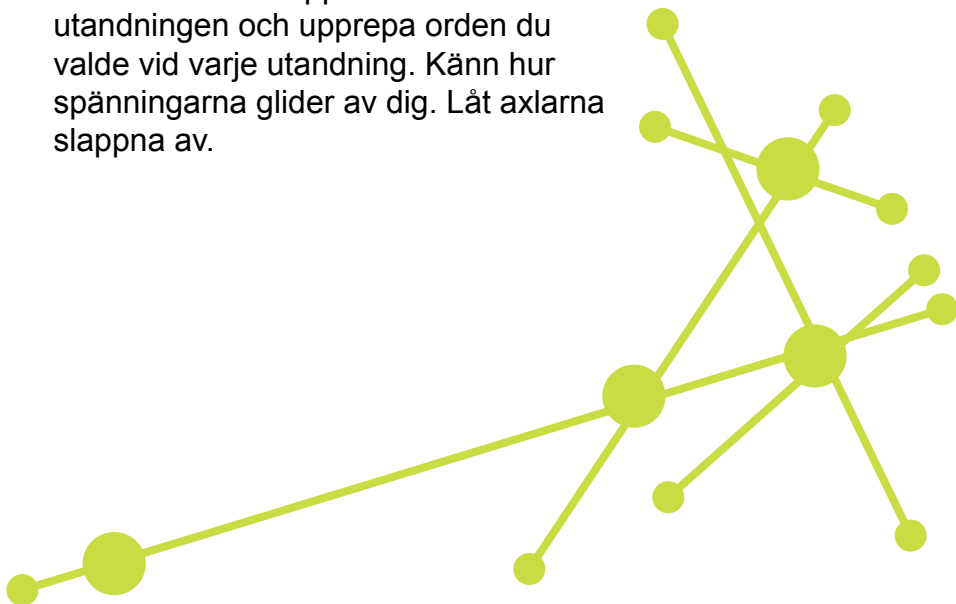 utandningen och upprepa orden du
valde vid varje utandning. Känn hur
spänningarna glider av dig. Låt axlarna
slappna av.